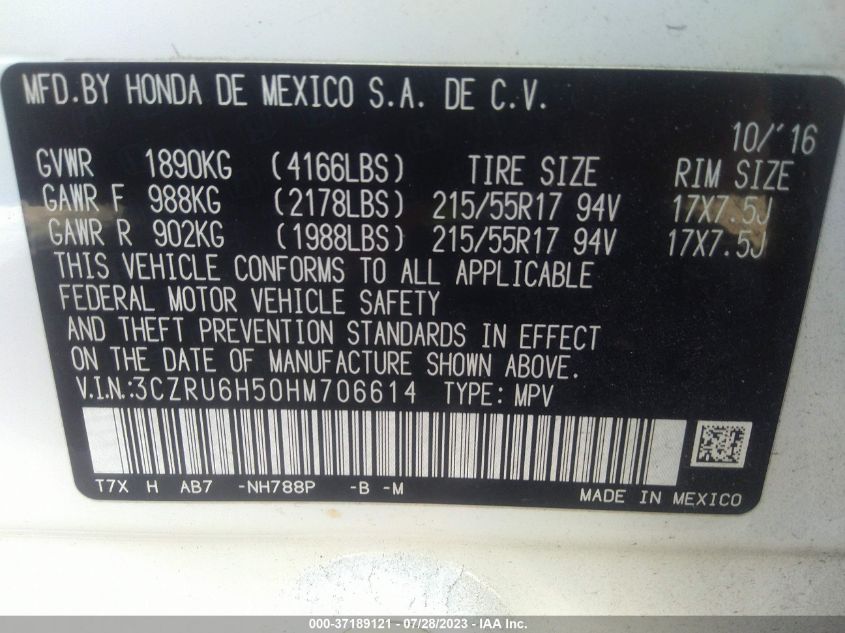 MFD.BY HONDA DE MEXICO S.A. DE C.V.
10/'16
GVWR 1890KG (4166LBS) TIRE SIZE RIM SIZE
GAWR F 988KG (2178LBS) 215/55R17 94V 17X7.5J
GAWR R 902KG (1988LBS) 215/55R17 94V 17X7.5J
THIS VEHICLE CONFORMS TO ALL APPLICABLE
FEDERAL MOTOR VEHICLE SAFETY
AND THEFT PREVENTION STANDARDS IN EFFECT
ON THE DATE OF MANUFACTURE SHOWN ABOVE.
V.I.N.:3CZRU6H50HM706614 TYPE: MPV
T7X H AB7 -NH788P -B -M MADE IN MEXICO
000-37189121 - 07/28/2023 - IAA Inc.